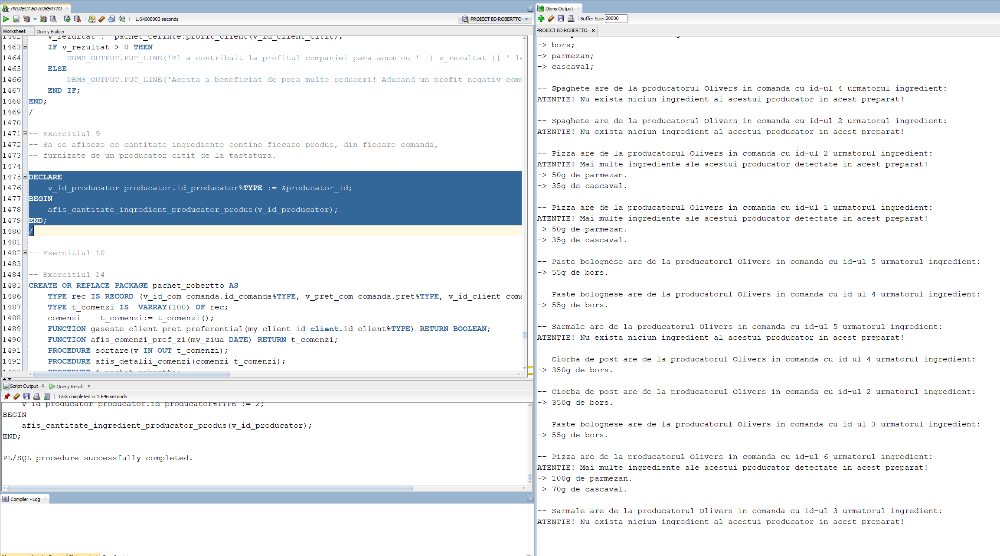 PROIECT BD ROBERTTO
1.64600003 seconds
PROIECT BD ROBERTTO
Worksheet Query Builder
1462 v_rezultat := pachet_cerinte.profit_client(v_id_client_citit);
1463 IF v_rezultat > 0 THEN
1464 DBMS_OUTPUT.PUT_LINE('El a contribuit la profitul companiei pana acum cu ' || v_rezultat || ' le
1465 ELSE
1466 DBMS_OUTPUT.PUT_LINE('Acesta a beneficiat de prea multe reduceri! Aducand un profit negativ comp
1467 END IF;
1468 END;
1469 /
1470
1471 -- Exercitiul 9
1472 -- Sa se afiseze ce cantitate ingrediente contine fiecare produs, din fiecare comanda,
1473 -- furnizate de un producator citit de la tastatura.
1474
1475 DECLARE
1476 v_id_producator producator.id_producator%TYPE := &producator_id;
1477 BEGIN
1478 afis_cantitate_ingredient_producator_produs(v_id_producator);
1479 END;
1480 /
1481
1482 -- Exercitiul 10
1483
1484 -- Exercitiul 14
1485 CREATE OR REPLACE PACKAGE pachet_robertto AS
1486 TYPE rec IS RECORD (v_id_com comanda.id_comanda%TYPE, v_pret_com comanda.pret%TYPE, v_id_client coma
1487 TYPE t_comenzi IS VARRAY(100) OF rec;
1488 comenzi t_comenzi:= t_comenzi();
1489 FUNCTION gaseste_client_pret_preferential(my_client_id client.id_client%TYPE) RETURN BOOLEAN;
1490 FUNCTION afis_comenzi_pref_zi(my_ziua DATE) RETURN t_comenzi;
1491 PROCEDURE sortare(v IN OUT t_comenzi);
1492 PROCEDURE afis_detalii_comenzi(comenzi t_comenzi);
Script Output Query Result
Task completed in 1.646 seconds
v_id_producator producator.id_producator%TYPE := 2;
BEGIN
afis_cantitate_ingredient_producator_produs(v_id_producator);
END;
PL/SQL procedure successfully completed.
Compiler - Log
Dbms Output
Buffer Size: 20000
PROIECT BD ROBERTTO
-> bors;
-> parmezan;
-> cascaval;
-- Spaghete are de la producatorul Olivers in comanda cu id-ul 4 urmatorul ingredient:
ATENTIE! Nu exista niciun ingredient al acestui producator in acest preparat!
-- Spaghete are de la producatorul Olivers in comanda cu id-ul 2 urmatorul ingredient:
ATENTIE! Nu exista niciun ingredient al acestui producator in acest preparat!
-- Pizza are de la producatorul Olivers in comanda cu id-ul 2 urmatorul ingredient:
ATENTIE! Mai multe ingrediente ale acestui producator detectate in acest preparat!
-> 50g de parmezan.
-> 35g de cascaval.
-- Pizza are de la producatorul Olivers in comanda cu id-ul 1 urmatorul ingredient:
ATENTIE! Mai multe ingrediente ale acestui producator detectate in acest preparat!
-> 50g de parmezan.
-> 35g de cascaval.
-- Paste bolognese are de la producatorul Olivers in comanda cu id-ul 5 urmatorul ingredient:
-> 55g de bors.
-- Paste bolognese are de la producatorul Olivers in comanda cu id-ul 4 urmatorul ingredient:
-> 55g de bors.
-- Sarmale are de la producatorul Olivers in comanda cu id-ul 5 urmatorul ingredient:
ATENTIE! Nu exista niciun ingredient al acestui producator in acest preparat!
-- Ciorba de post are de la producatorul Olivers in comanda cu id-ul 4 urmatorul ingredient:
-> 350g de bors.
-- Ciorba de post are de la producatorul Olivers in comanda cu id-ul 2 urmatorul ingredient:
-> 350g de bors.
-- Paste bolognese are de la producatorul Olivers in comanda cu id-ul 3 urmatorul ingredient:
-> 55g de bors.
-- Pizza are de la producatorul Olivers in comanda cu id-ul 6 urmatorul ingredient:
ATENTIE! Mai multe ingrediente ale acestui producator detectate in acest preparat!
-> 100g de parmezan.
-> 70g de cascaval.
-- Sarmale are de la producatorul Olivers in comanda cu id-ul 3 urmatorul ingredient:
ATENTIE! Nu exista niciun ingredient al acestui producator in acest preparat!